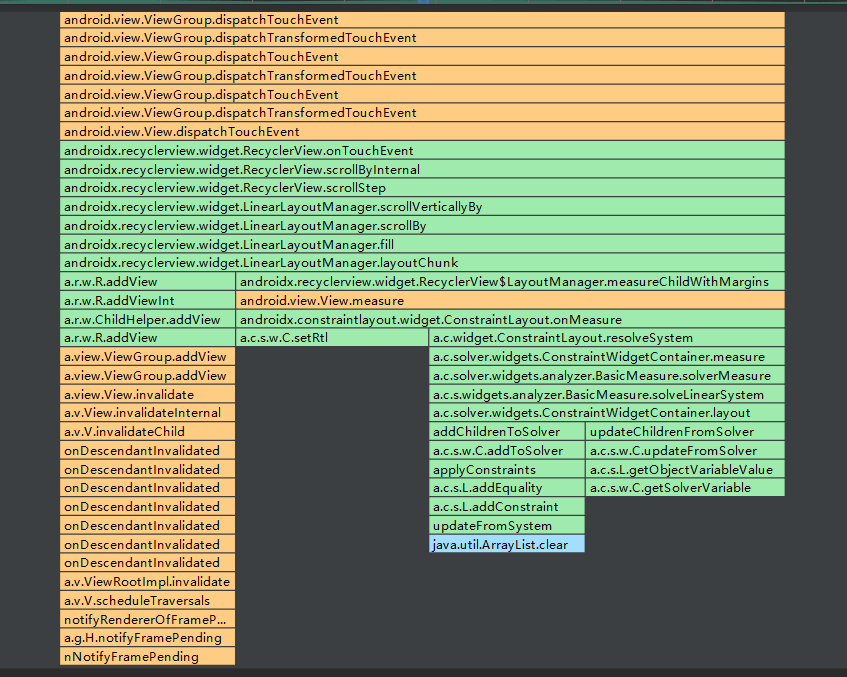 android.view.ViewGroup.dispatchTouchEvent
android.view.ViewGroup.dispatchTransformedTouchEvent
android.view.ViewGroup.dispatchTouchEvent
android.view.ViewGroup.dispatchTransformedTouchEvent
android.view.ViewGroup.dispatchTouchEvent
android.view.ViewGroup.dispatchTransformedTouchEvent
android.view.View.dispatchTouchEvent
androidx.recyclerview.widget.RecyclerView.onTouchEvent
androidx.recyclerview.widget.RecyclerView.scrollByInternal
androidx.recyclerview.widget.RecyclerView.scrollStep
androidx.recyclerview.widget.LinearLayoutManager.scrollVerticallyBy
androidx.recyclerview.widget.LinearLayoutManager.scrollBy
androidx.recyclerview.widget.LinearLayoutManager.fill
androidx.recyclerview.widget.LinearLayoutManager.layoutChunk
a.r.w.R.addView androidx.recyclerview.widget.RecyclerView$LayoutManager.measureChildWithMargins
a.r.w.R.addViewInt android.view.View.measure
a.r.w.ChildHelper.addView androidx.constraintlayout.widget.ConstraintLayout.onMeasure
a.r.w.R.addView a.c.s.w.C.setRtl a.c.widget.ConstraintLayout.resolveSystem
a.view.ViewGroup.addView a.c.solver.widgets.ConstraintWidgetContainer.measure
a.view.ViewGroup.addView a.c.solver.widgets.analyzer.BasicMeasure.solverMeasure
a.view.View.invalidate a.c.s.widgets.analyzer.BasicMeasure.solveLinearSystem
a.v.View.invalidateInternal a.c.solver.widgets.ConstraintWidgetContainer.layout
a.v.V.invalidateChild addChildrenToSolver updateChildrenFromSolver
onDescendantInvalidated a.c.s.w.C.addToSolver a.c.s.w.C.updateFromSolver
onDescendantInvalidated applyConstraints a.c.s.L.getObjectVariableValue
onDescendantInvalidated a.c.s.L.addEquality a.c.s.w.C.getSolverVariable
onDescendantInvalidated a.c.s.L.addConstraint
onDescendantInvalidated updateFromSystem
onDescendantInvalidated java.util.ArrayList.clear
onDescendantInvalidated
a.v.ViewRootImpl.invalidate
a.v.V.scheduleTraversals
notifyRendererOfFrameP...
a.g.H.notifyFramePending
nNotifyFramePending